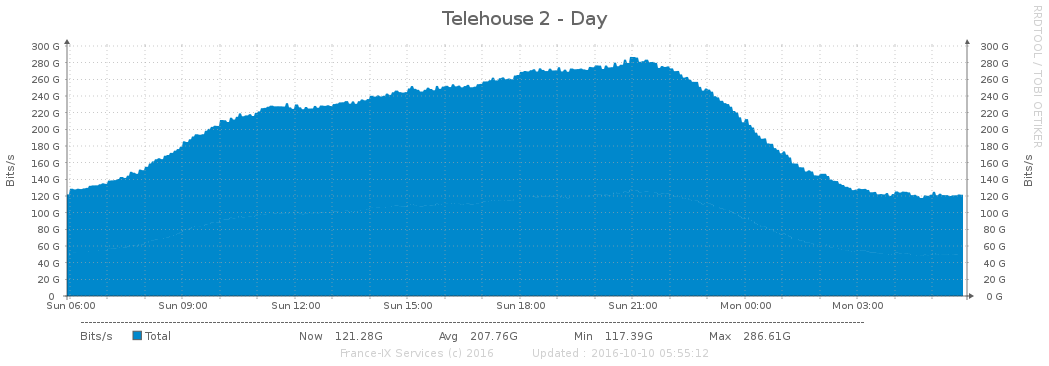 Telehouse 2 - Day
RRDTOOL / TOBI OETIKER
300 G 300 G
280 G 280 G
260 G 260 G
240 G 240 G
220 G 220 G
200 G 200 G
180 G 180 G
160 G 160 G
140 G 140 G
120 G 120 G
100 G 100 G
80 G 80 G
60 G 60 G
40 G 40 G
20 G 20 G
0 0 G
Bits/s
Bits/s
Sun 06:00 Sun 09:00 Sun 12:00 Sun 15:00 Sun 18:00 Sun 21:00 Mon 00:00 Mon 03:00
Bits/s Total Now 121.28G Avg 207.76G Min 117.39G Max 286.61G
France-IX Services (c) 2016 Updated : 2016-10-10 05:55:12